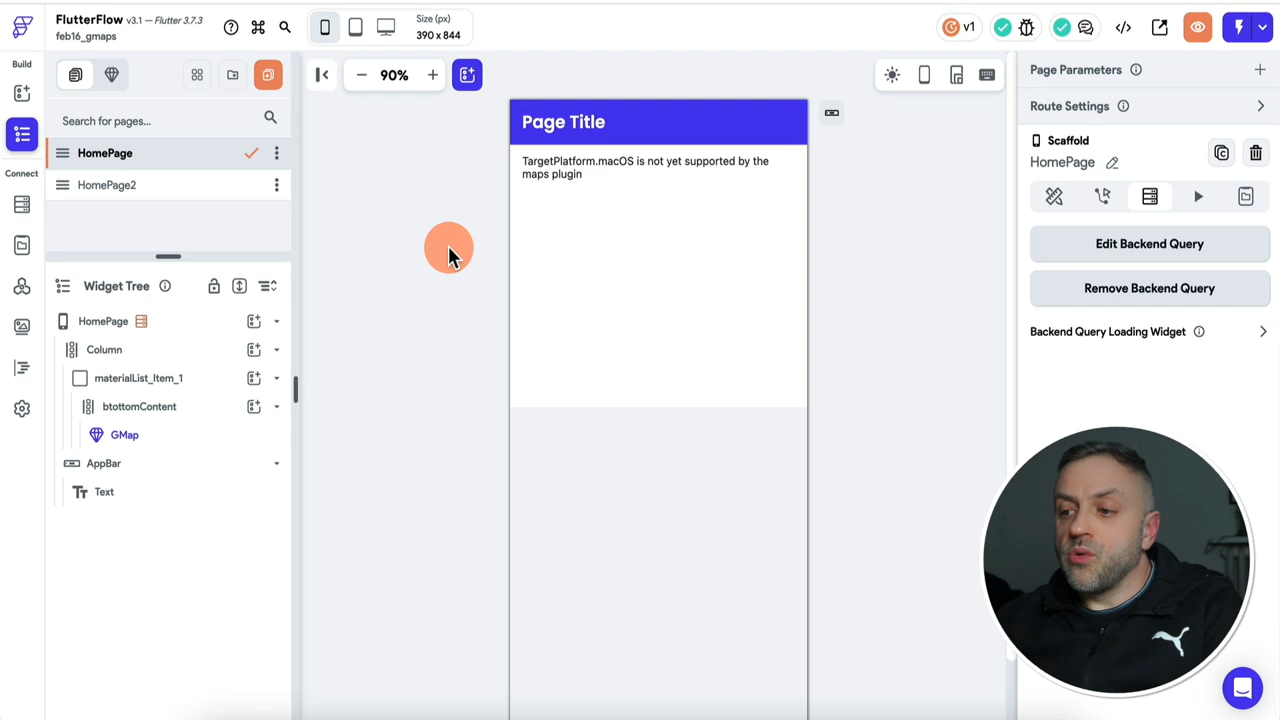 FlutterFlow v3.1 — Flutter 3.7.3
feb16_gmaps
Size (px)
390 x 844
v1
Build
Connect
Search for pages...
HomePage
HomePage2
Widget Tree
HomePage
Column
materialList_Item_1
btottomContent
GMap
AppBar
Tt Text
90%
Page Title
TargetPlatform.macOS is not yet supported by the
maps plugin
Page Parameters
Route Settings
Scaffold
HomePage
Edit Backend Query
Remove Backend Query
Backend Query Loading Widget